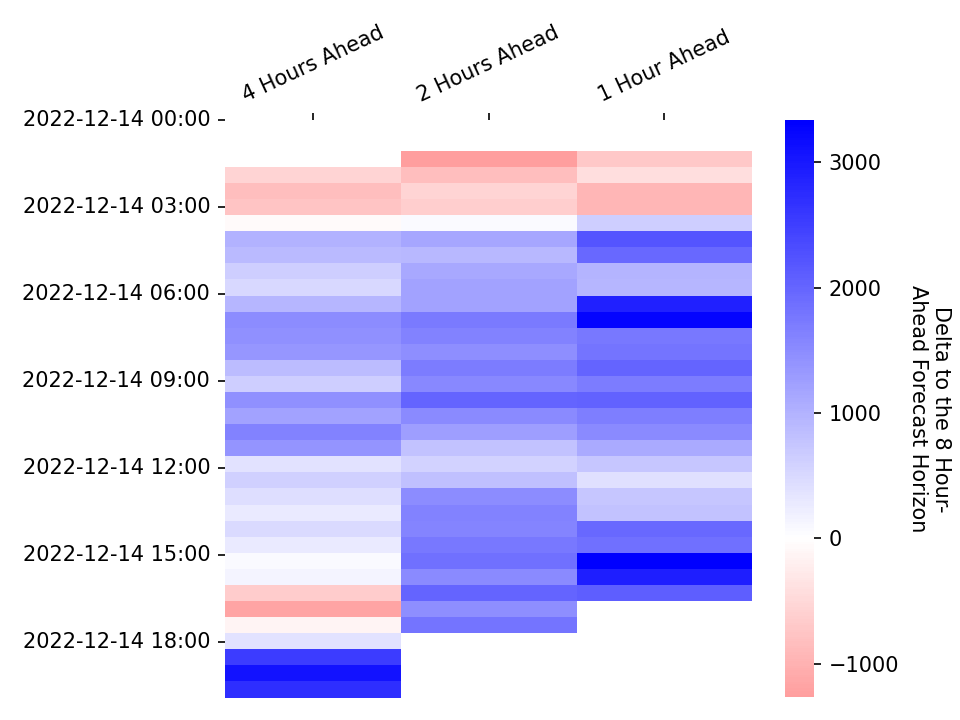 4 Hours Ahead
2 Hours Ahead
1 Hour Ahead
2022-12-14 00:00
2022-12-14 03:00
2022-12-14 06:00
2022-12-14 09:00
2022-12-14 12:00
2022-12-14 15:00
2022-12-14 18:00
3000
2000
1000
0
−1000
Delta to the 8 Hour-
Ahead Forecast Horizon